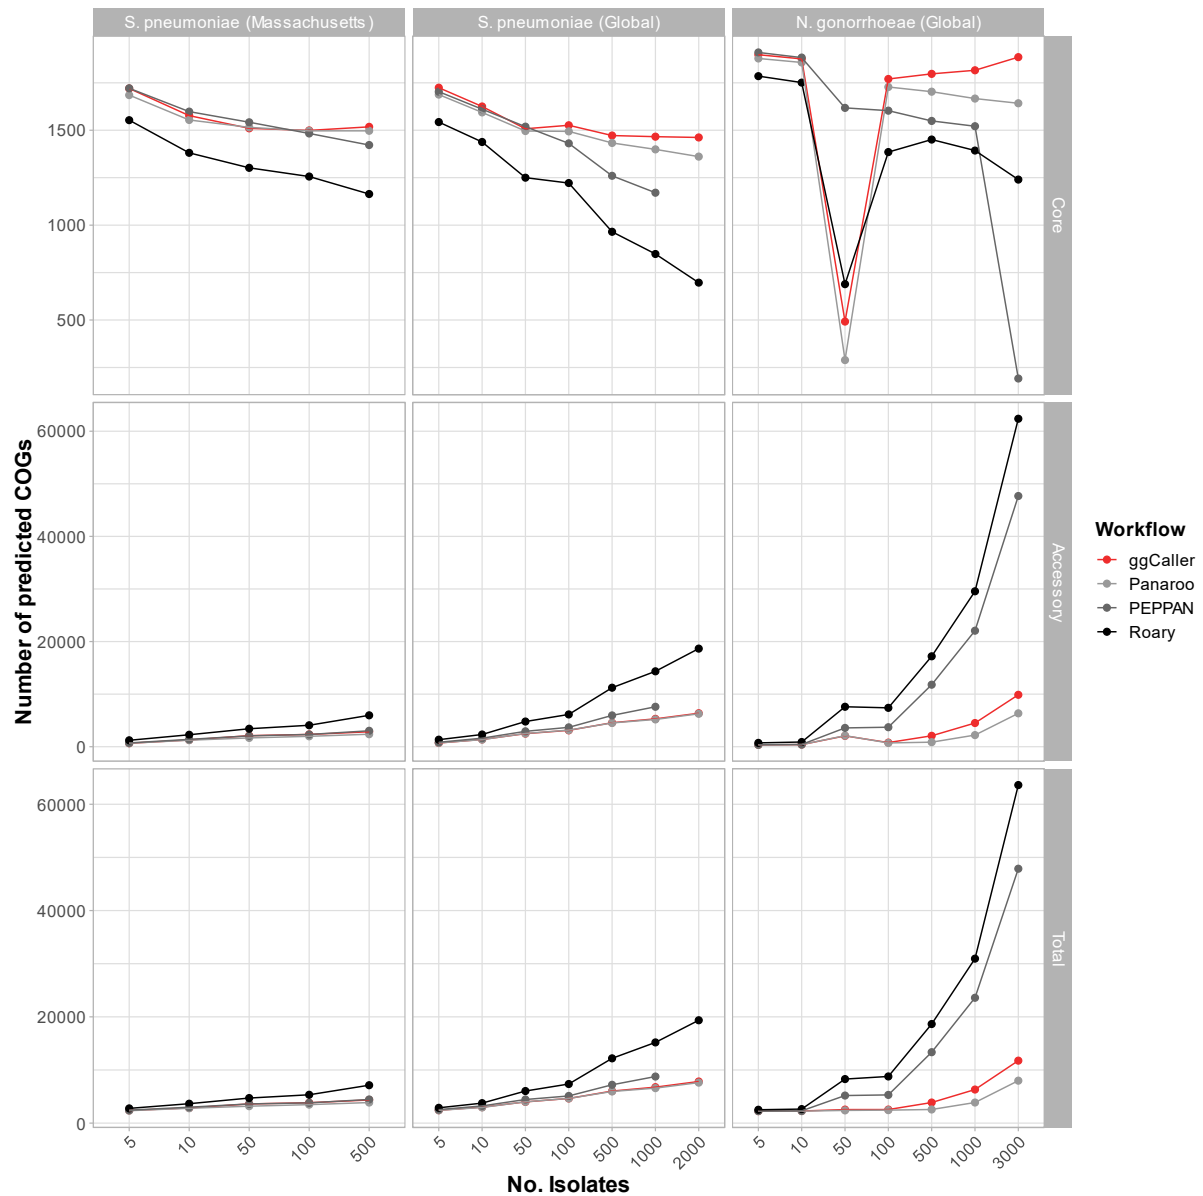 S. pneumoniae (Massachusetts)
S. pneumoniae (Global)
N. gonorrhoeae (Global)
1500
1000
500
Core
60000
40000
20000
0
Accessory
60000
40000
20000
0
Total
Number of predicted COGs
5
10
50
100
500
5
10
50
100
500
1000
2000
5
10
50
100
500
1000
3000
No. Isolates
Workflow
ggCaller
Panaroo
PEPPAN
Roary